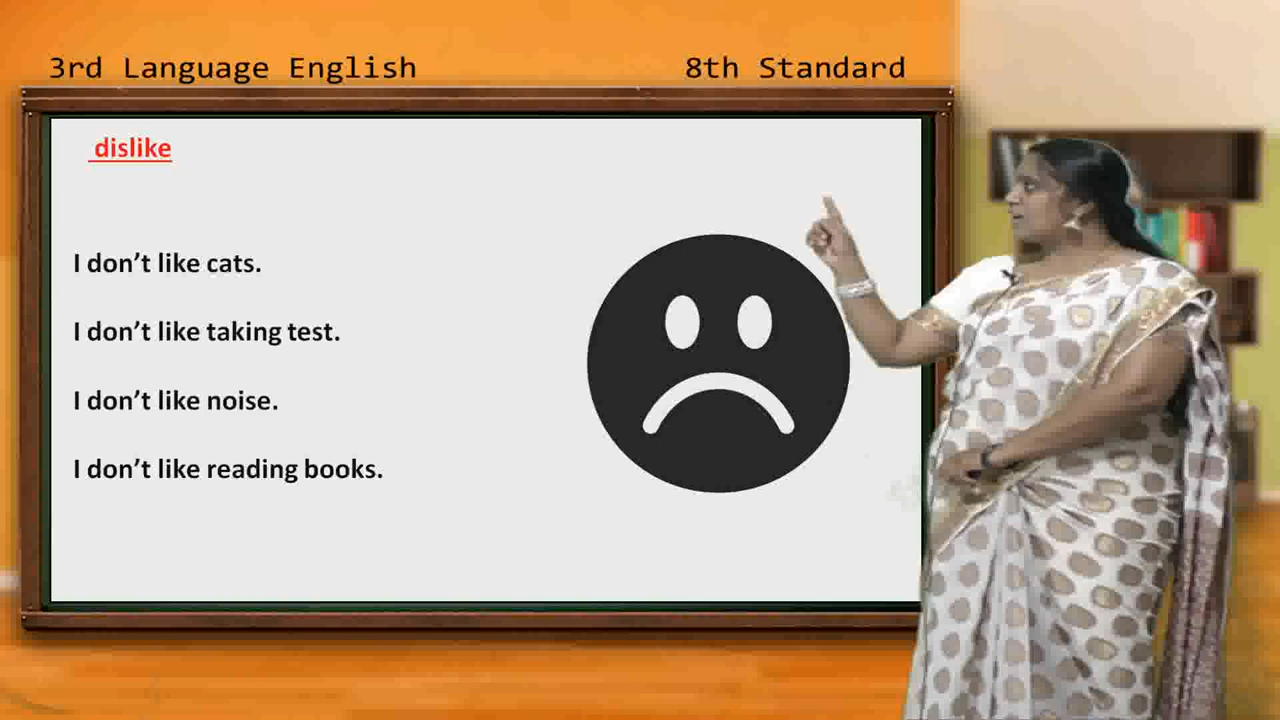 3rd Language English 8th Standard
dislike
I don’t like cats.
I don’t like taking test.
I don’t like noise.
I don’t like reading books.